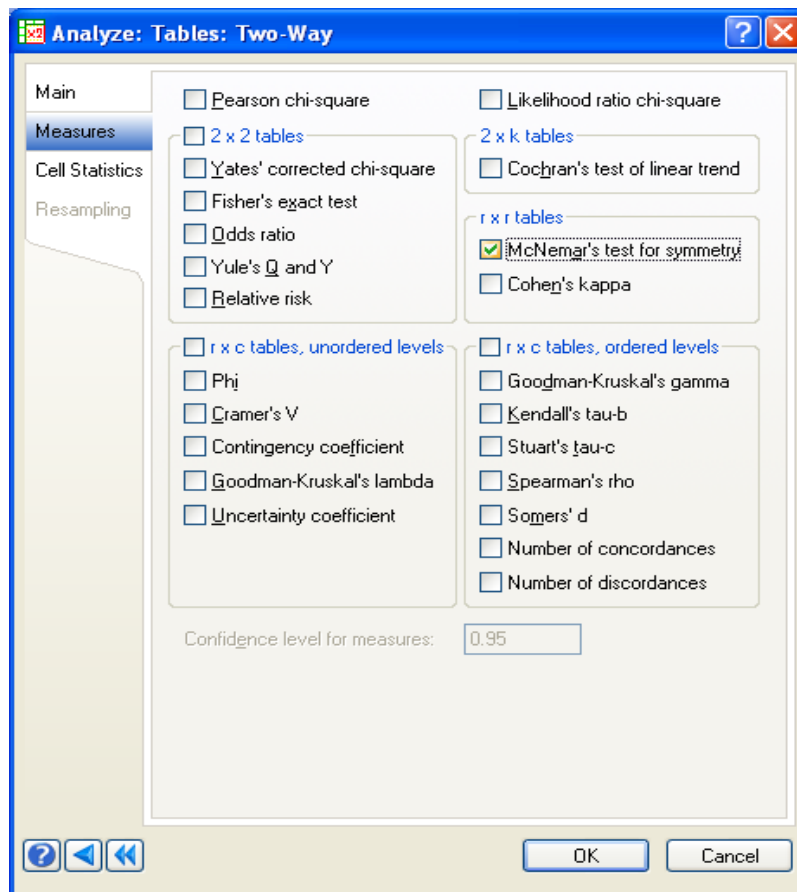 Analyze: Tables: Two-Way
Main
Measures
Cell Statistics
Resampling
Pearson chi-square
Likelihood ratio chi-square
2 x 2 tables
Yates' corrected chi-square
Fisher's exact test
Odds ratio
Yule's Q and Y
Relative risk
2 x k tables
Cochran's test of linear trend
r x r tables
McNemar's test for symmetry
Cohen's kappa
r x c tables, unordered levels
Phi
Cramer's V
Contingency coefficient
Goodman-Kruskal's lambda
Uncertainty coefficient
r x c tables, ordered levels
Goodman-Kruskal's gamma
Kendall's tau-b
Stuart's tau-c
Spearman's rho
Somers' d
Number of concordances
Number of discordances
Confidence level for measures: 0.95
OK Cancel